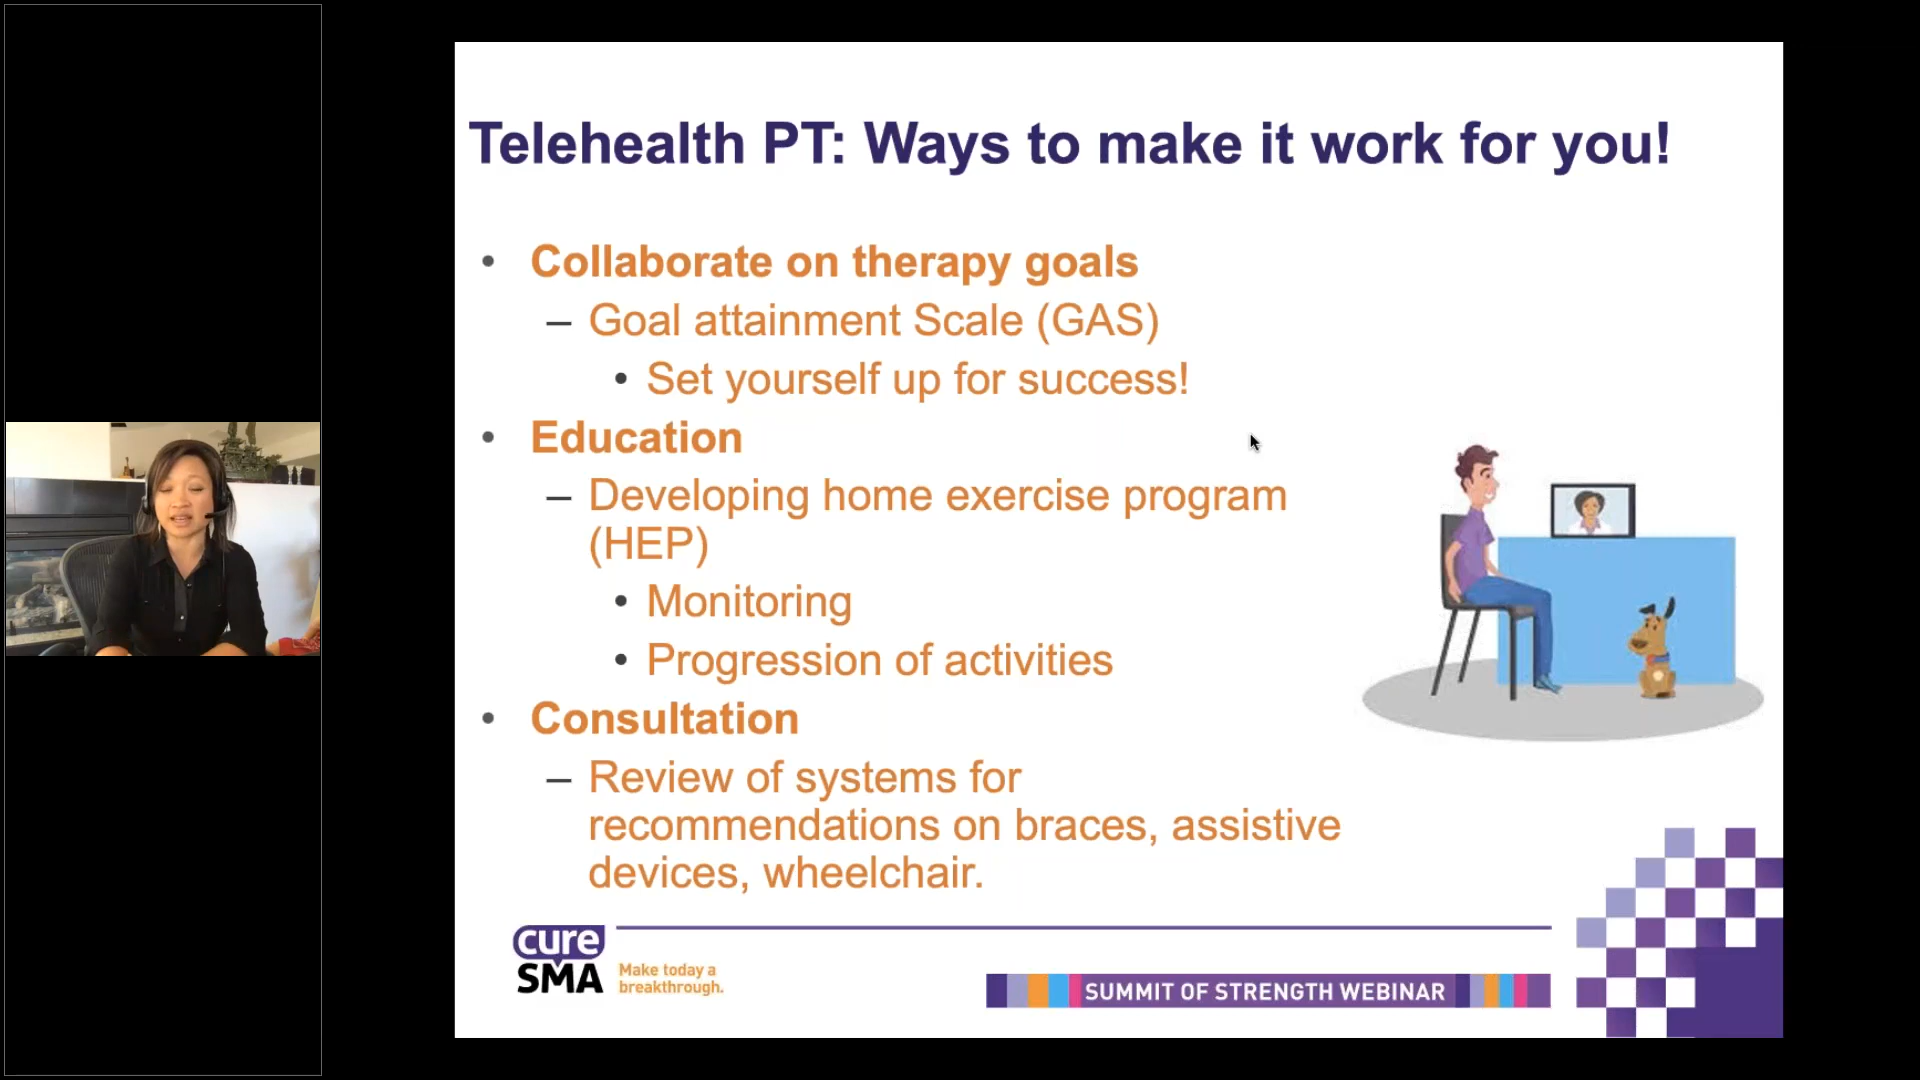 Telehealth PT: Ways to make it work for you!
• Collaborate on therapy goals
– Goal attainment Scale (GAS)
• Set yourself up for success!
• Education
– Developing home exercise program
(HEP)
• Monitoring
• Progression of activities
• Consultation
– Review of systems for
recommendations on braces, assistive
devices, wheelchair.
cure
SMA
Make today a
breakthrough.
SUMMIT OF STRENGTH WEBINAR